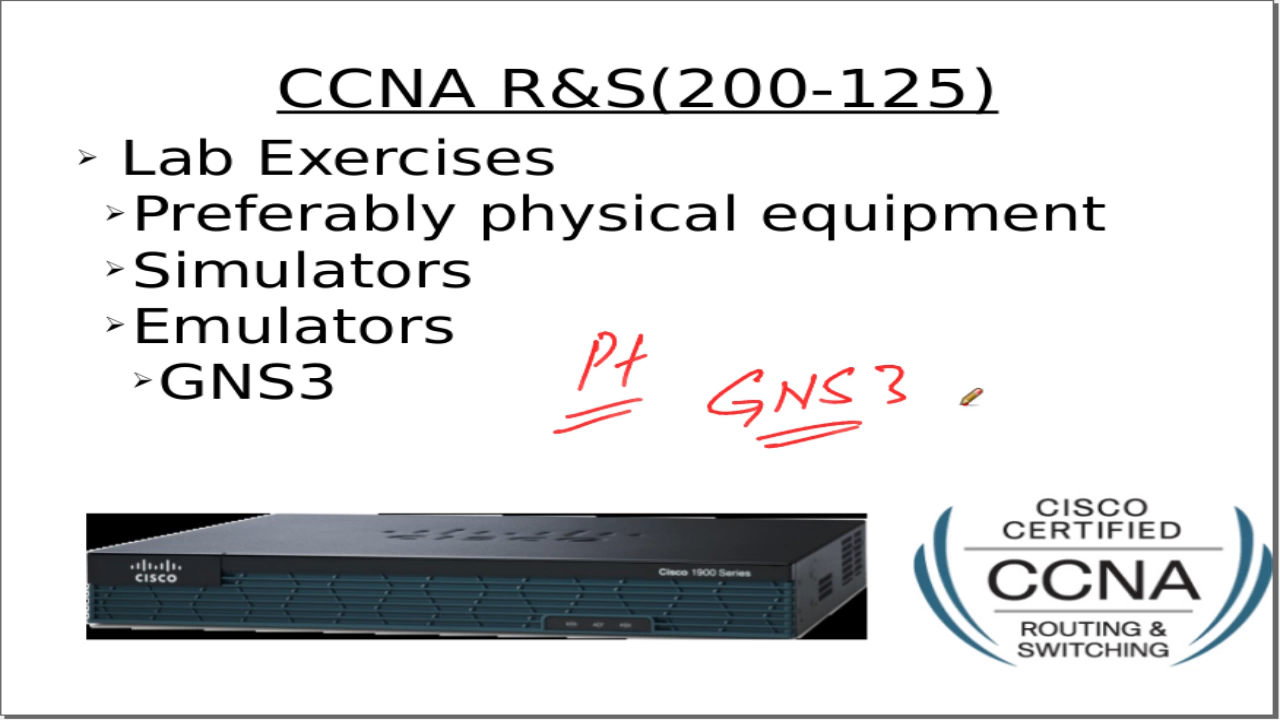 CCNA R&S(200-125)
➢ Lab Exercises
➢Preferably physical equipment
➢Simulators
➢Emulators
➢GNS3
Pt
GNS3
CISCO
Cisco 1900 Series
CISCO
CERTIFIED
CCNA
ROUTING &
SWITCHING